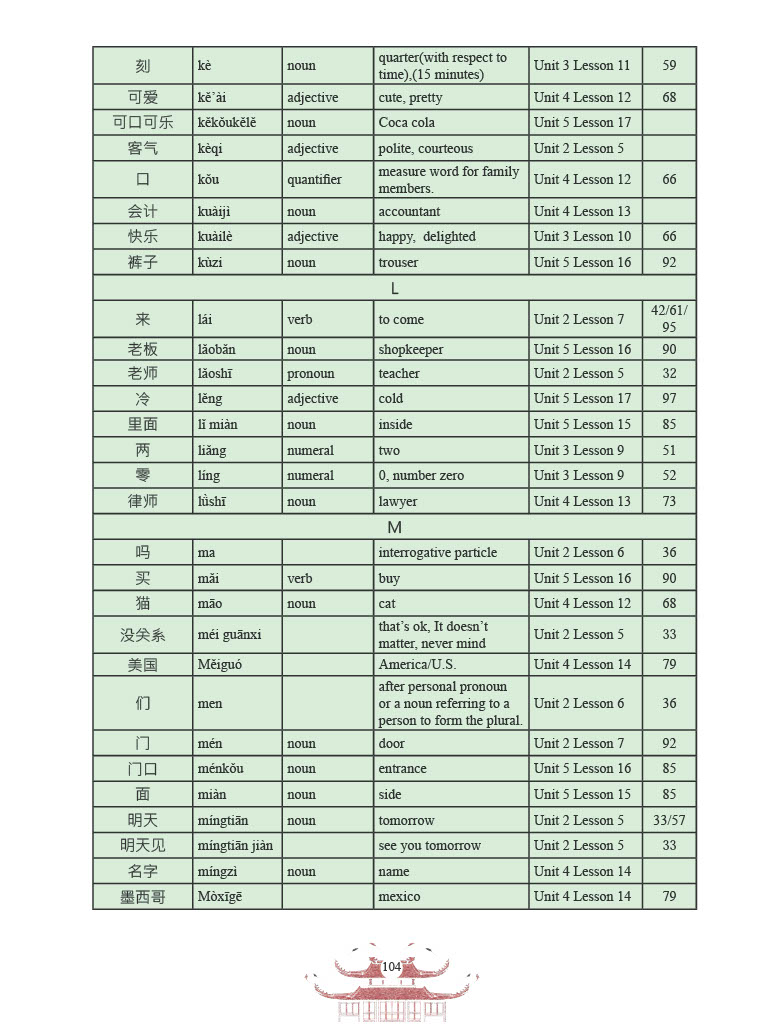 刻 kè noun quarter(with respect to time),(15 minutes) Unit 3 Lesson 11 59
可爱 kě’ài adjective cute, pretty Unit 4 Lesson 12 68
可口可乐 kěkǒukělě noun Coca cola Unit 5 Lesson 17
客气 kèqi adjective polite, courteous Unit 2 Lesson 5
口 kǒu quantifier measure word for family members. Unit 4 Lesson 12 66
会计 kuàijì noun accountant Unit 4 Lesson 13
快乐 kuàilè adjective happy, delighted Unit 3 Lesson 10 66
裤子 kùzi noun trouser Unit 5 Lesson 16 92
L
来 lái verb to come Unit 2 Lesson 7 42/61/95
老板 lǎobǎn noun shopkeeper Unit 5 Lesson 16 90
老师 lǎoshī pronoun teacher Unit 2 Lesson 5 32
冷 lěng adjective cold Unit 5 Lesson 17 97
里面 lǐ miàn noun inside Unit 5 Lesson 15 85
两 liǎng numeral two Unit 3 Lesson 9 51
零 líng numeral 0, number zero Unit 3 Lesson 9 52
律师 lǜshī noun lawyer Unit 4 Lesson 13 73
M
吗 ma interrogative particle Unit 2 Lesson 6 36
买 mǎi verb buy Unit 5 Lesson 16 90
猫 māo noun cat Unit 4 Lesson 12 68
没关系 méi guānxi that’s ok, It doesn’t matter, never mind Unit 2 Lesson 5 33
美国 Měiguó America/U.S. Unit 4 Lesson 14 79
们 men after personal pronoun or a noun referring to a person to form the plural. Unit 2 Lesson 6 36
门 mén noun door Unit 2 Lesson 7 92
门口 ménkǒu noun entrance Unit 5 Lesson 16 85
面 miàn noun side Unit 5 Lesson 15 85
明天 míngtiān noun tomorrow Unit 2 Lesson 5 33/57
明天见 míngtiān jiàn see you tomorrow Unit 2 Lesson 5 33
名字 míngzì noun name Unit 4 Lesson 14
墨西哥 Mòxīgē mexico Unit 4 Lesson 14 79
104